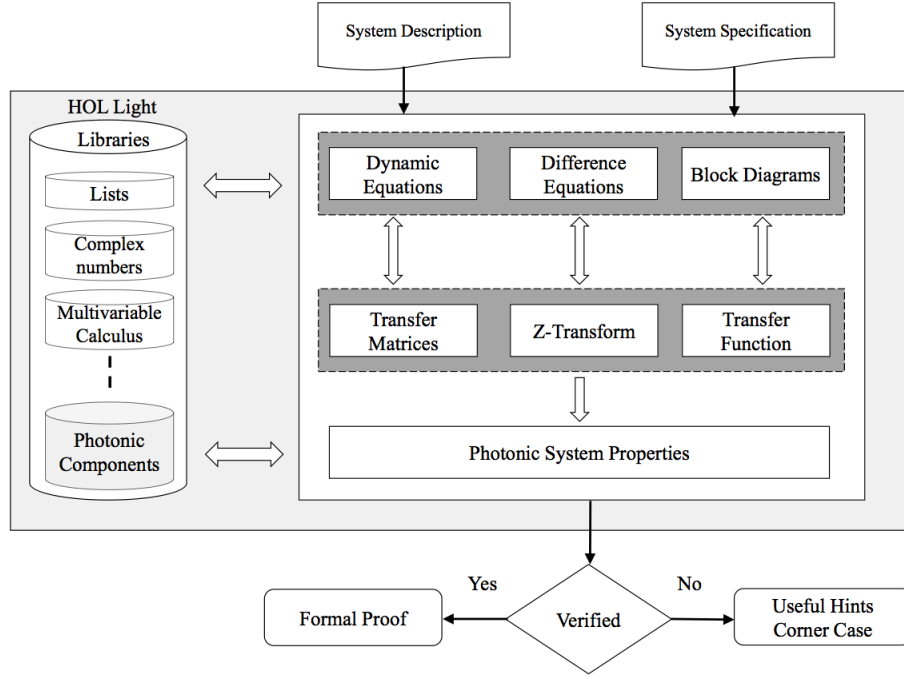 System Description
System Specification
HOL Light
Libraries
Lists
Complex
numbers
Multivariable
Calculus
Photonic
Components
Dynamic
Equations
Difference
Equations
Block Diagrams
Transfer
Matrices
Z-Transform
Transfer
Function
Photonic System Properties
Yes
No
Formal Proof
Verified
Useful Hints
Corner Case